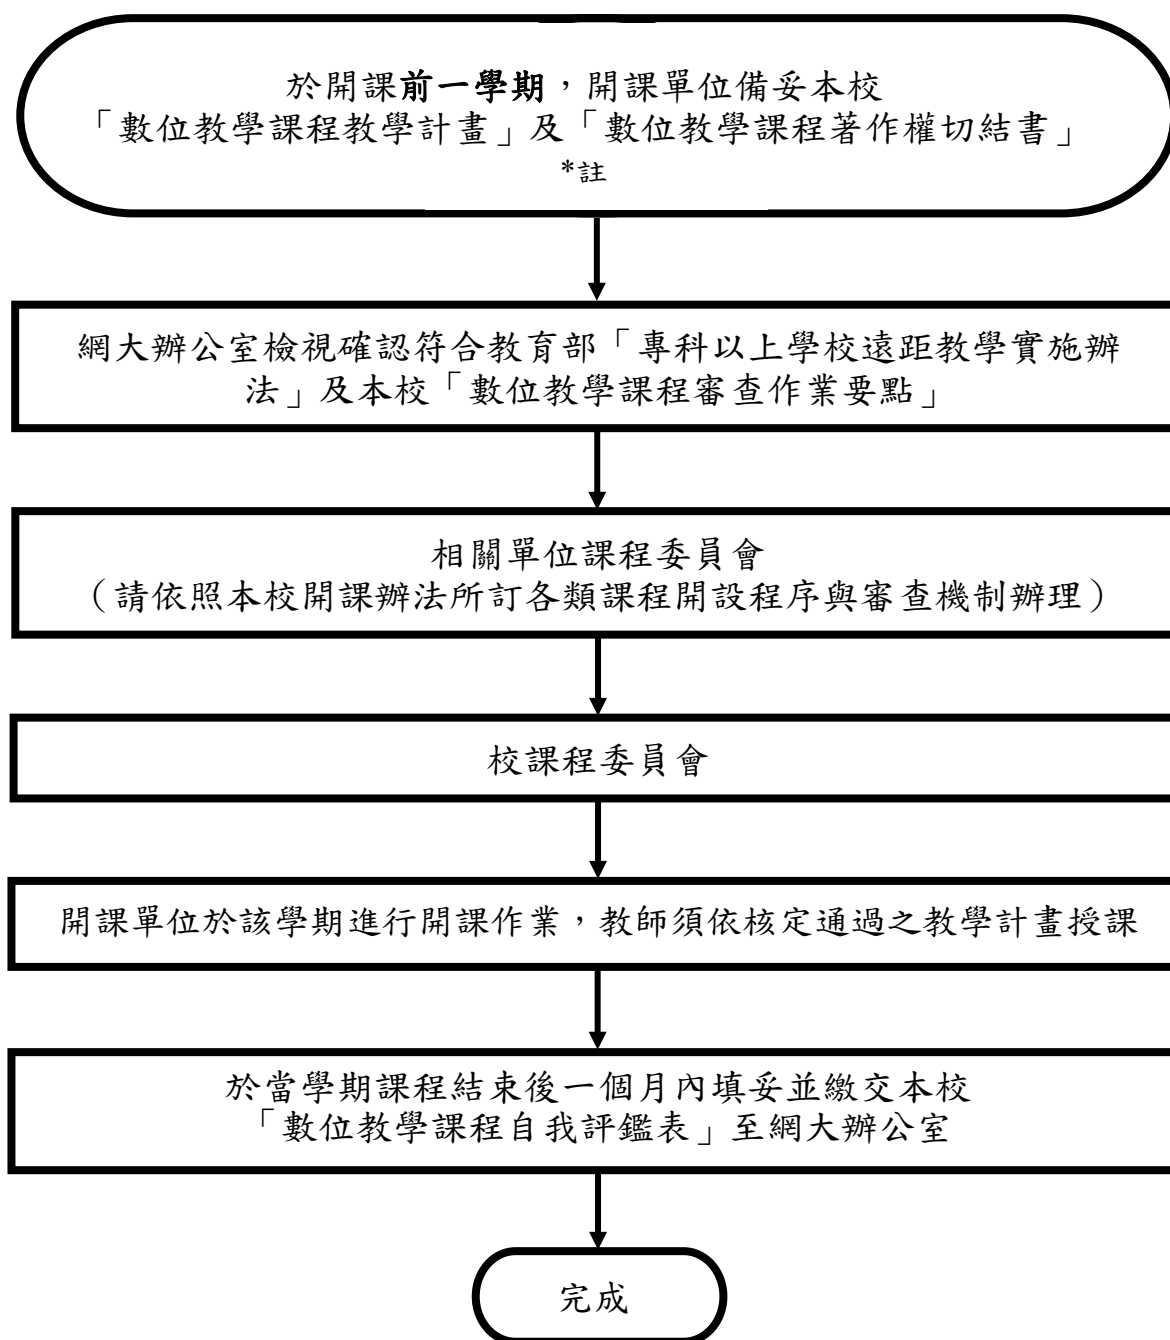 於開課前一學期，開課單位備妥本校
「數位教學課程教學計畫」及「數位教學課程著作權切結書」
*註
網大辦公室檢視確認符合教育部「專科以上學校遠距教學實施辦
法」及本校「數位教學課程審查作業要點」
相關單位課程委員會
（請依照本校開課辦法所訂各類課程開設程序與審查機制辦理）
校課程委員會
開課單位於該學期進行開課作業，教師須依核定通過之教學計畫授課
於當學期課程結束後一個月內填妥並繳交本校
「數位教學課程自我評鑑表」至網大辦公室
完成